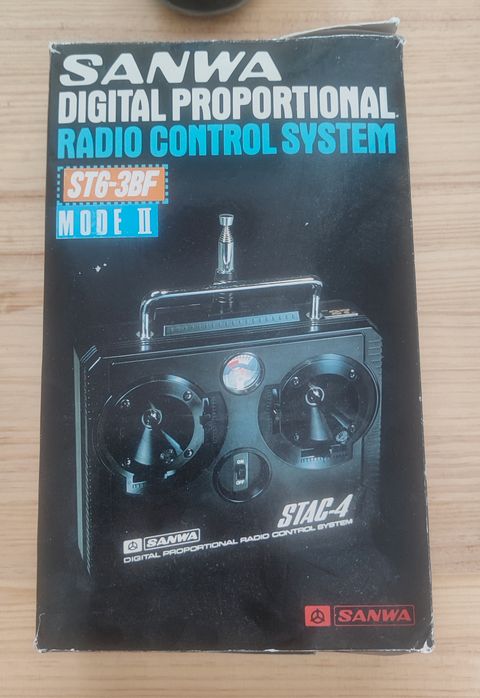 SANWA
DIGITAL PROPORTIONAL
RADIO CONTROL SYSTEM
ST6-3BF
MODE II
ON
OFF
STAC-4
SANWA
DIGITAL PROPORTIONAL RADIO CONTROL SYSTEM
SANWA